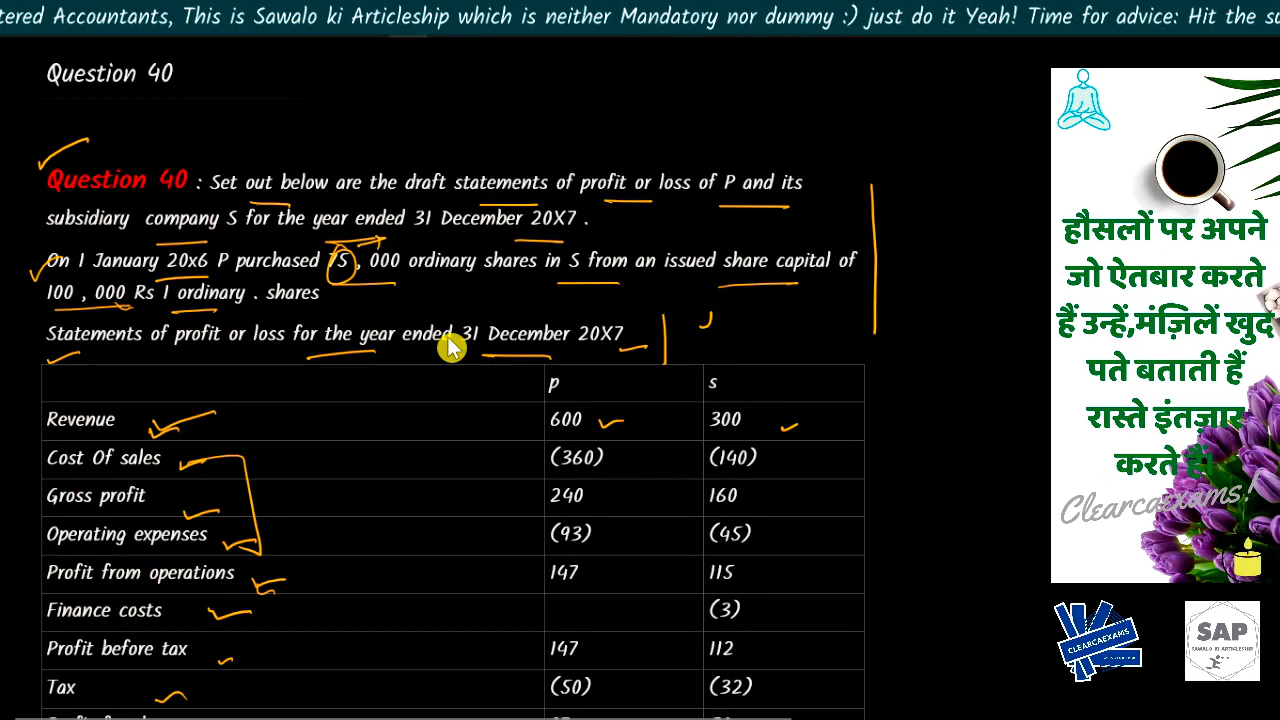 tered Accountants, This is Sawalo ki Articleship which is neither Mandatory nor dummy :) just do it Yeah! Time for advice: Hit the su
Question 40
Question 40 : Set out below are the draft statements of profit or loss of P and its
subsidiary company S for the year ended 31 December 20X7 .
On 1 January 20x6 P purchased 75 , 000 ordinary shares in S from an issued share capital of
100 , 000 Rs 1 ordinary . shares
Statements of profit or loss for the year ended 31 December 20X7
p s
Revenue 600 300
Cost Of sales (360) (140)
Gross profit 240 160
Operating expenses (93) (45)
Profit from operations 147 115
Finance costs (3)
Profit before tax 147 112
Tax (50) (32)
हौसलों पर अपने
जो ऐतबार करते
हैं उन्हें,मंज़िलें खुद
पते बताती हैं
रास्ते इंतज़ार
करते हैं।
Clearcaexams!
CLEARCAEXAMS
SAP
SAWALO KI ARTICLESHIP